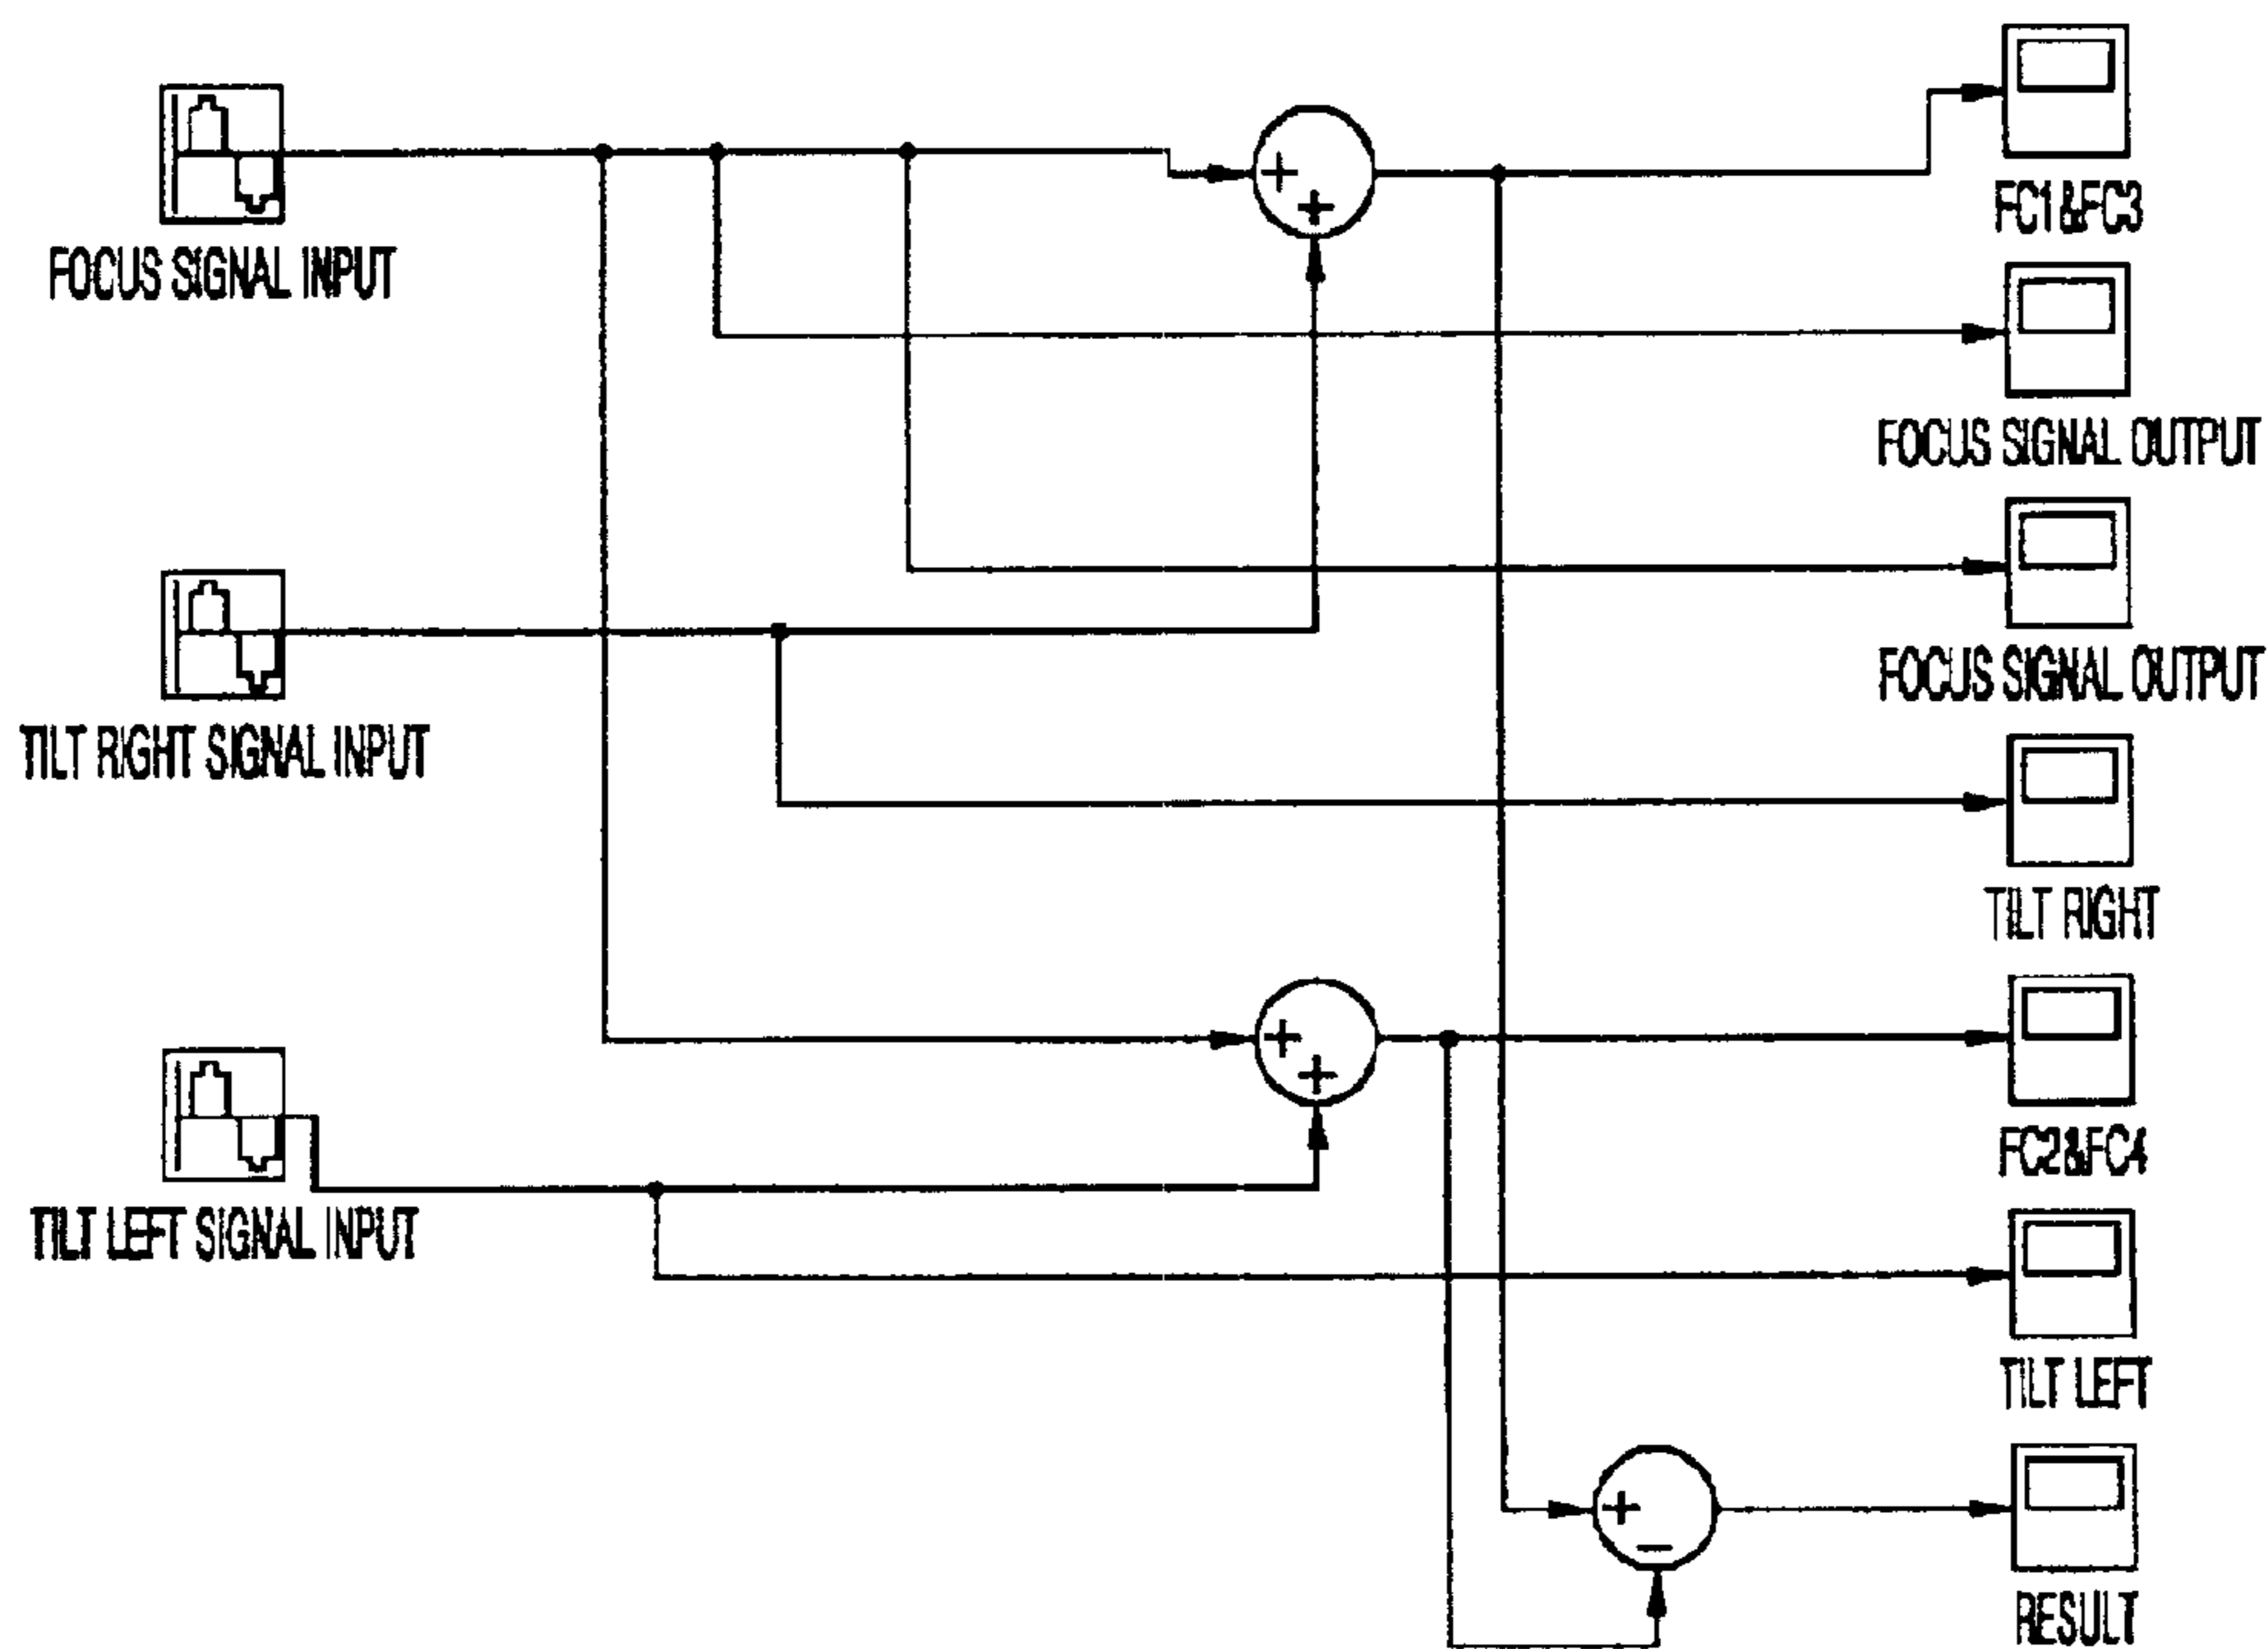 FOCUS SIGNAL INPUT
TILT RIGHT SIGNAL INPUT
TILT LEFT SIGNAL INPUT
+
+
+
+
+
−
FC1&FC3
FOCUS SIGNAL OUTPUT
FOCUS SIGNAL OUTPUT
TILT RIGHT
FC2&FC4
TILT LEFT
RESULT